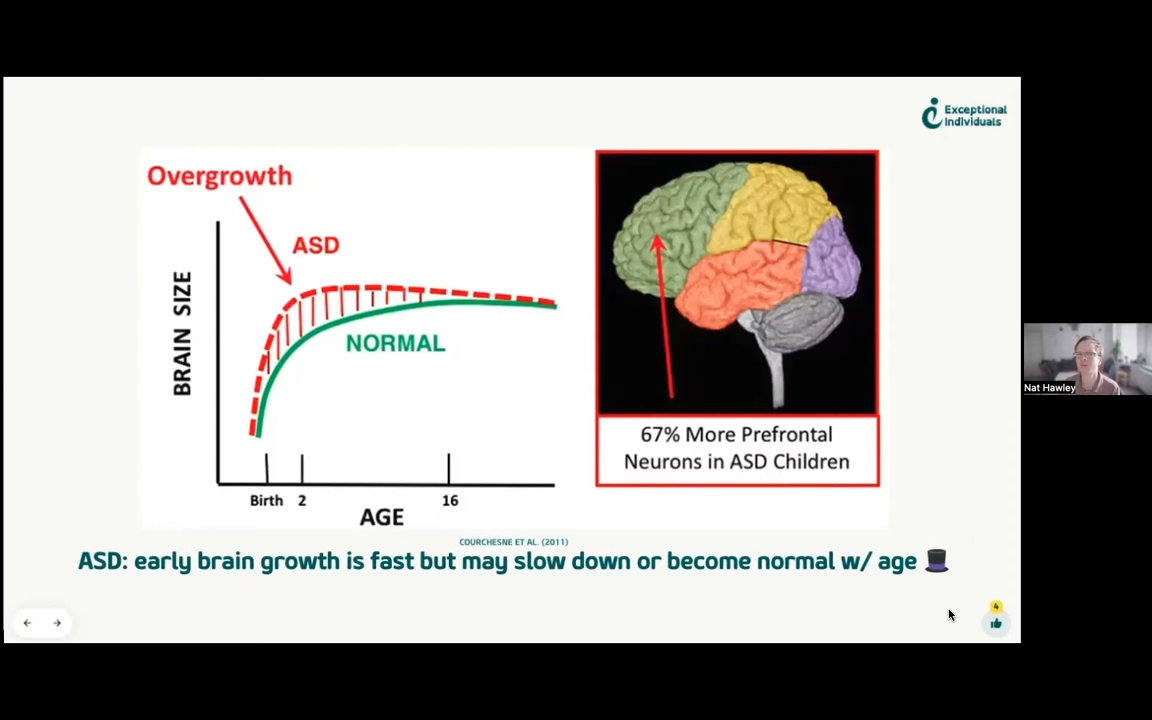 Exceptional
Individuals
Overgrowth
ASD
NORMAL
BRAIN SIZE
Birth
2
16
AGE
67% More Prefrontal
Neurons in ASD Children
COURCHESNE ET AL. (2011)
ASD: early brain growth is fast but may slow down or become normal w/ age
4
Nat Hawley